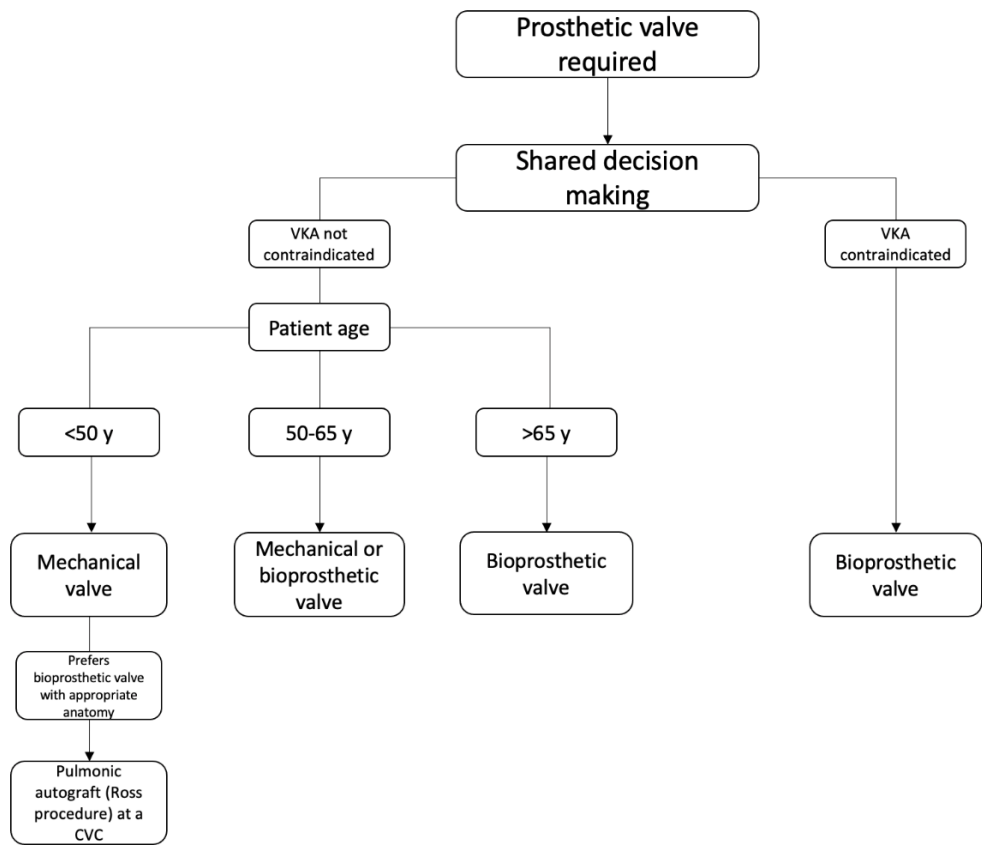 Prosthetic valve
required
Shared decision
making
VKA not
contraindicated
VKA
contraindicated
Patient age
<50 y
50-65 y
>65 y
Mechanical
valve
Mechanical or
bioprosthetic
valve
Bioprosthetic
valve
Bioprosthetic
valve
Prefers
bioprosthetic valve
with appropriate
anatomy
Pulmonic
autograft (Ross
procedure) at a
CVC